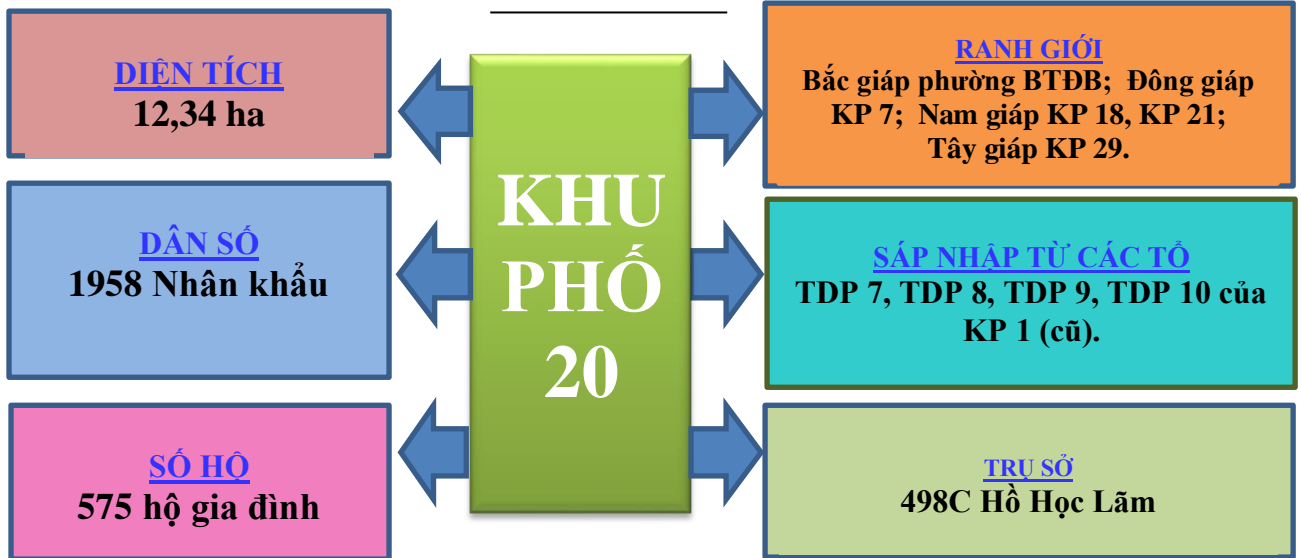 DIỆN TÍCH
12,34 ha
DÂN SỐ
1958 Nhân khẩu
SỐ HỘ
575 hộ gia đình
KHU
PHỐ
20
RANH GIỚI
Bắc giáp phường BTĐB; Đông giáp
KP 7; Nam giáp KP 18, KP 21;
Tây giáp KP 29.
SÁP NHẬP TỪ CÁC TỔ
TDP 7, TDP 8, TDP 9, TDP 10 của
KP 1 (cũ).
TRỤ SỞ
498C Hồ Học Lãm